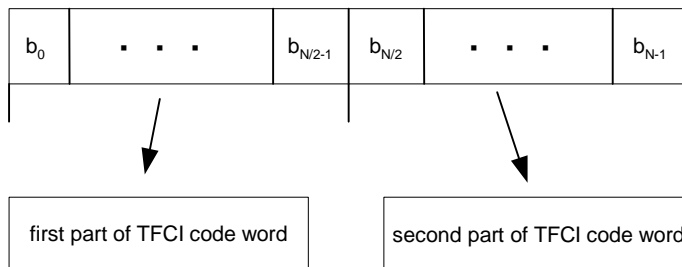 b0 . . . bN/2-1 bN/2 . . . bN-1
first part of TFCI code word second part of TFCI code word